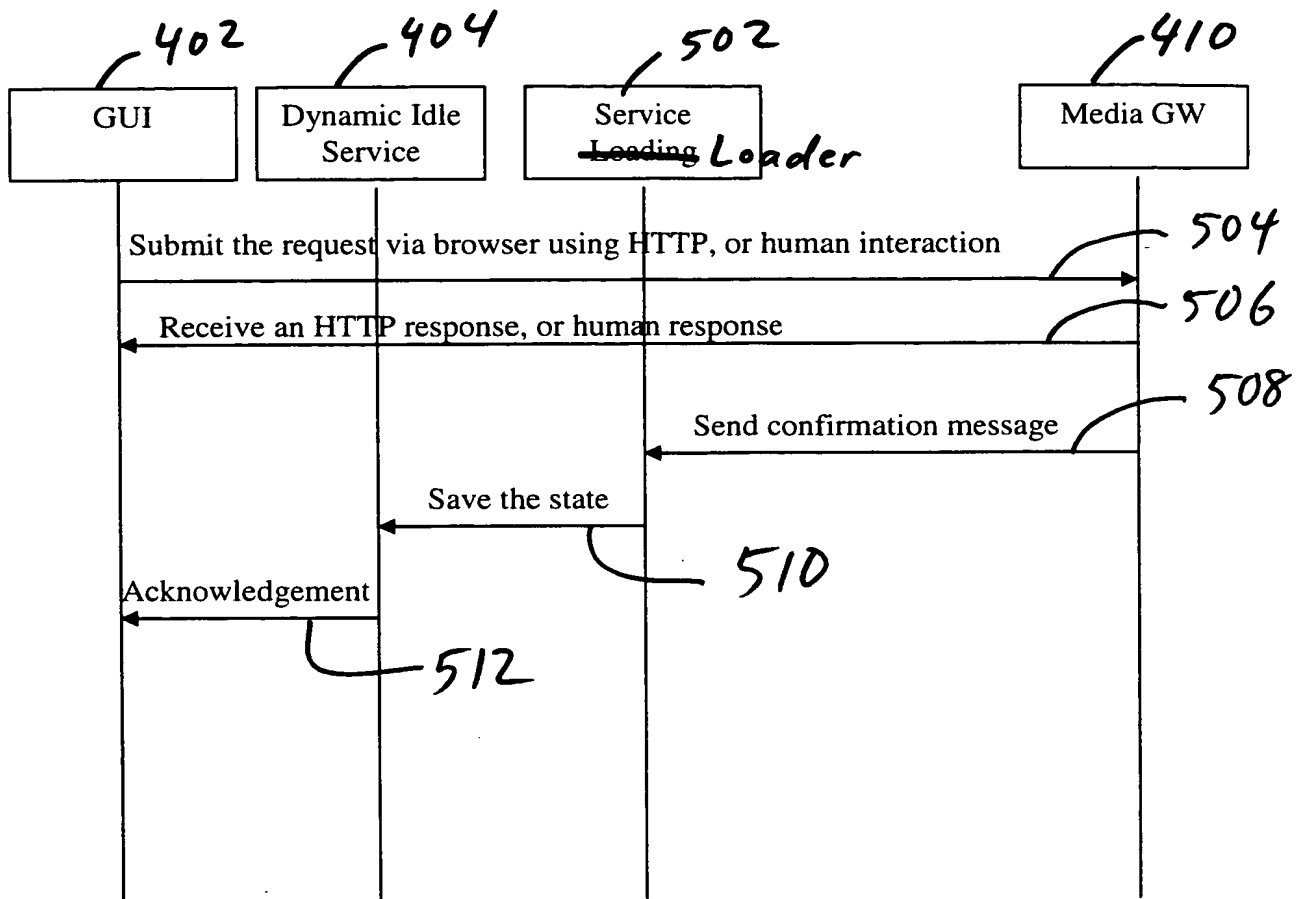 402
404
502
410
GUI
Dynamic Idle
Service
Service
Loading Loader
Media GW
Submit the request via browser using HTTP, or human interaction
504
Receive an HTTP response, or human response
506
508
Send confirmation message
Save the state
510
Acknowledgement
512